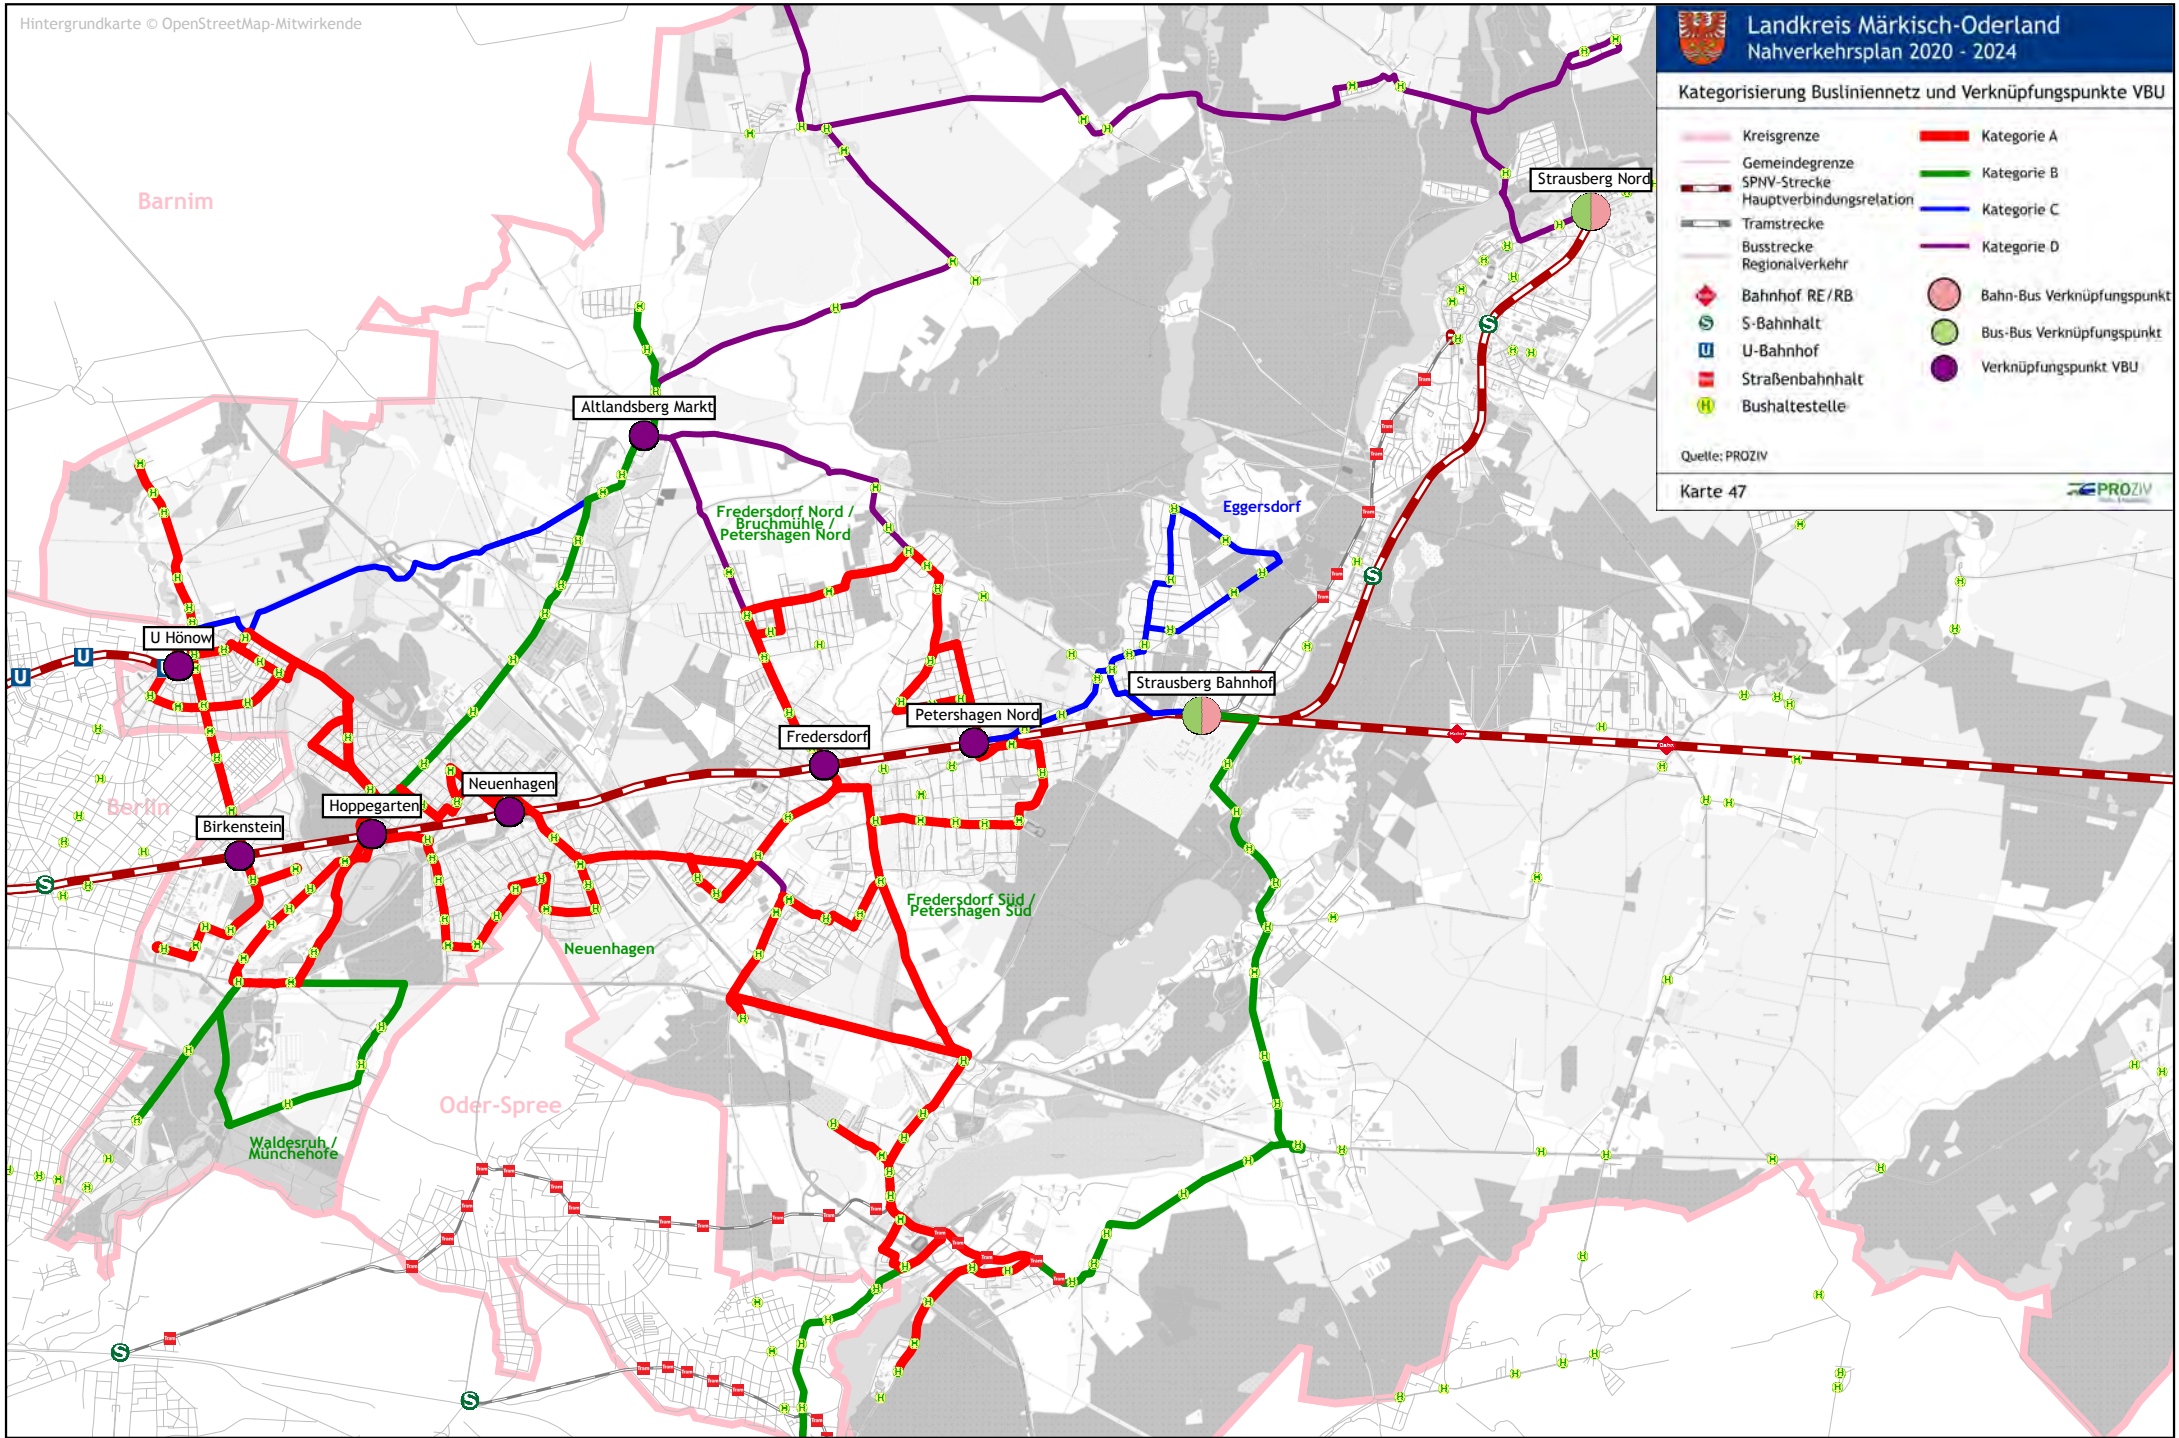 Hintergrundkarte © OpenStreetMap-Mitwirkende
Landkreis Märkisch-Oderland
Nahverkehrsplan 2020 - 2024
Kategorisierung Busliniennetz und Verknüpfungspunkte VBU
Kreisgrenze
Gemeindegrenze
SPNV-Strecke
Hauptverbindungsrelation
Tramstrecke
Busstrecke
Regionalverkehr
Bahnhof RE/RB
S-Bahnhalt
U-Bahnhof
Straßenbahnhalt
Bushaltestelle
Kategorie A
Kategorie B
Kategorie C
Kategorie D
Bahn-Bus Verknüpfungspunkt
Bus-Bus Verknüpfungspunkt
Verknüpfungspunkt VBU
Quelle: PROZIV
Karte 47
PROZIV
Barnim
Strausberg Nord
Altlandsberg Markt
Fredersdorf Nord /
Bruchmühle /
Petershagen Nord
Eggersdorf
U Hönow
Strausberg Bahnhof
Petershagen Nord
Fredersdorf
Neuenhagen
Hoppegarten
Berlin
Birkenstein
Fredersdorf Süd /
Petershagen Süd
Neuenhagen
Oder-Spree
Waldesruh /
Münchehofe